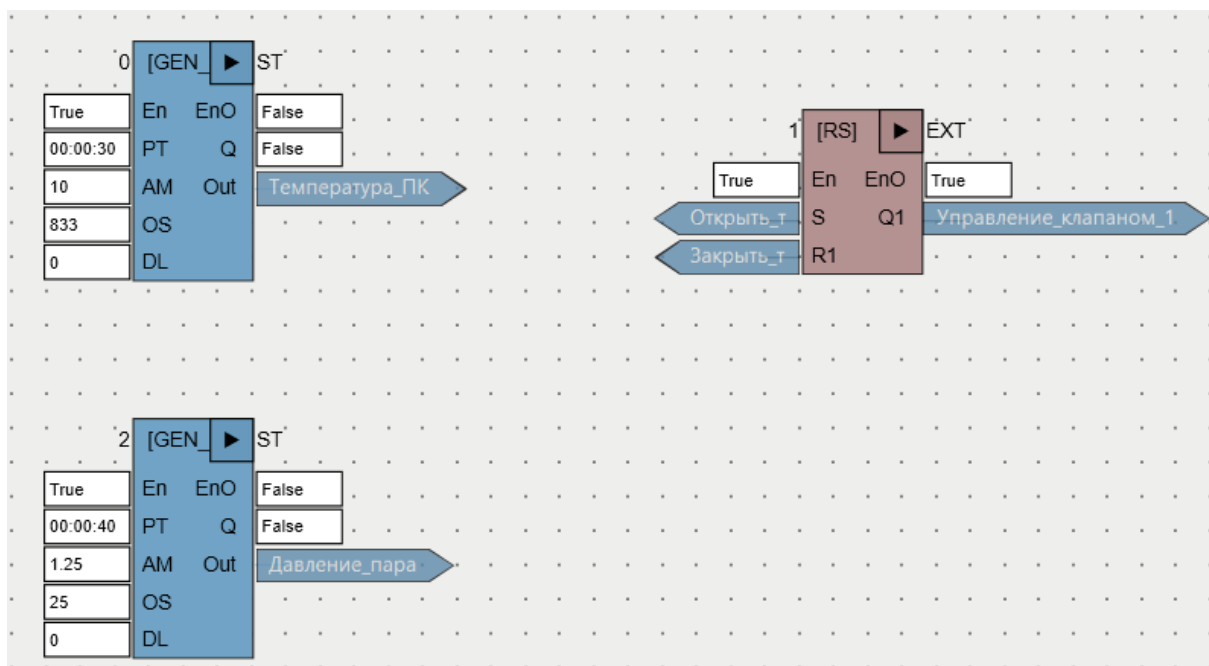 0 [GEN_ ST
True En EnO False
00:00:30 PT Q False
10 AM Out Температура_ПК
833 OS
0 DL
1 [RS] EXT
True En EnO True
Открыть_т S Q1 Управление_клапаном_1
Закрыть_т R1
2 [GEN_ ST
True En EnO False
00:00:40 PT Q False
1.25 AM Out Давление_пара
25 OS
0 DL